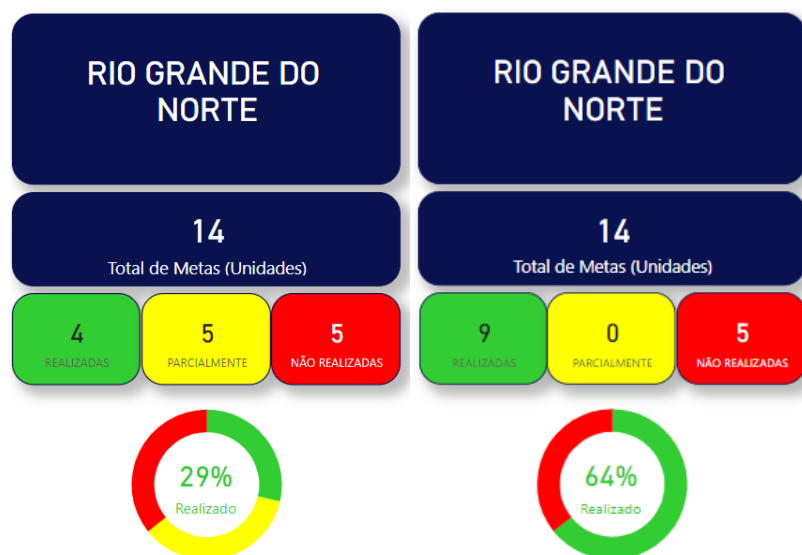 RIO GRANDE DO
NORTE
14
Total de Metas (Unidades)
4
REALIZADAS
5
PARCIALMENTE
5
NÃO REALIZADAS
29%
Realizado
RIO GRANDE DO
NORTE
14
Total de Metas (Unidades)
9
REALIZADAS
0
PARCIALMENTE
5
NÃO REALIZADAS
64%
Realizado